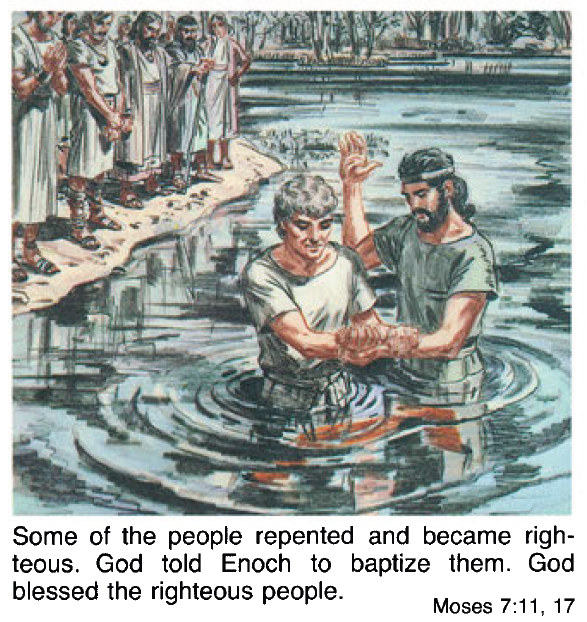 Some of the people repented and became righ-
teous. God told Enoch to baptize them. God
blessed the righteous people.
Moses 7:11, 17